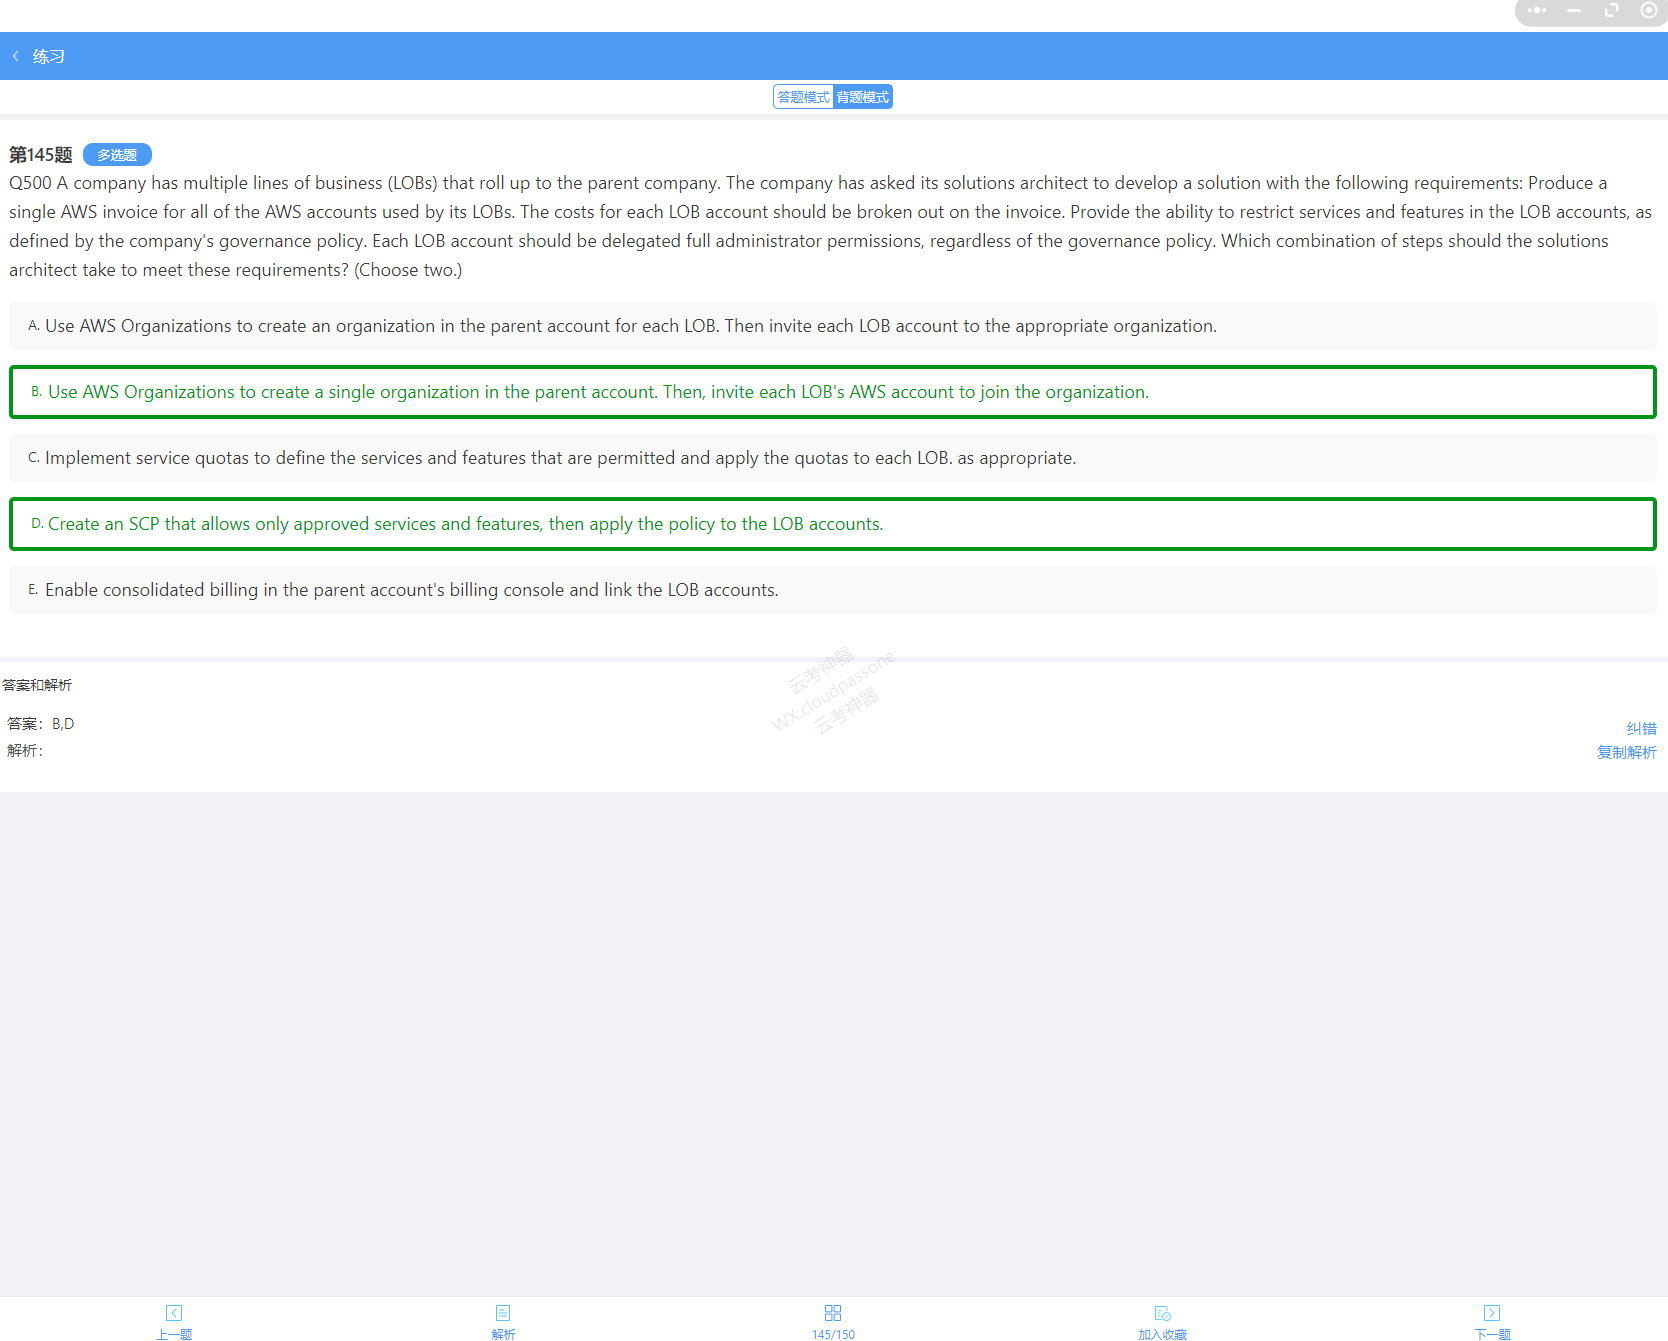 练习
答题模式 背题模式
第145题 多选题
Q500 A company has multiple lines of business (LOBs) that roll up to the parent company. The company has asked its solutions architect to develop a solution with the following requirements: Produce a
single AWS invoice for all of the AWS accounts used by its LOBs. The costs for each LOB account should be broken out on the invoice. Provide the ability to restrict services and features in the LOB accounts, as
defined by the company's governance policy. Each LOB account should be delegated full administrator permissions, regardless of the governance policy. Which combination of steps should the solutions
architect take to meet these requirements? (Choose two.)
A. Use AWS Organizations to create an organization in the parent account for each LOB. Then invite each LOB account to the appropriate organization.
B. Use AWS Organizations to create a single organization in the parent account. Then, invite each LOB's AWS account to join the organization.
C. Implement service quotas to define the services and features that are permitted and apply the quotas to each LOB. as appropriate.
D. Create an SCP that allows only approved services and features, then apply the policy to the LOB accounts.
E. Enable consolidated billing in the parent account's billing console and link the LOB accounts.
云考神器
WX:cloudpassone
云考神器
答案和解析
答案：B,D
解析：
纠错
复制解析
上一题
解析
145/150
加入收藏
下一题